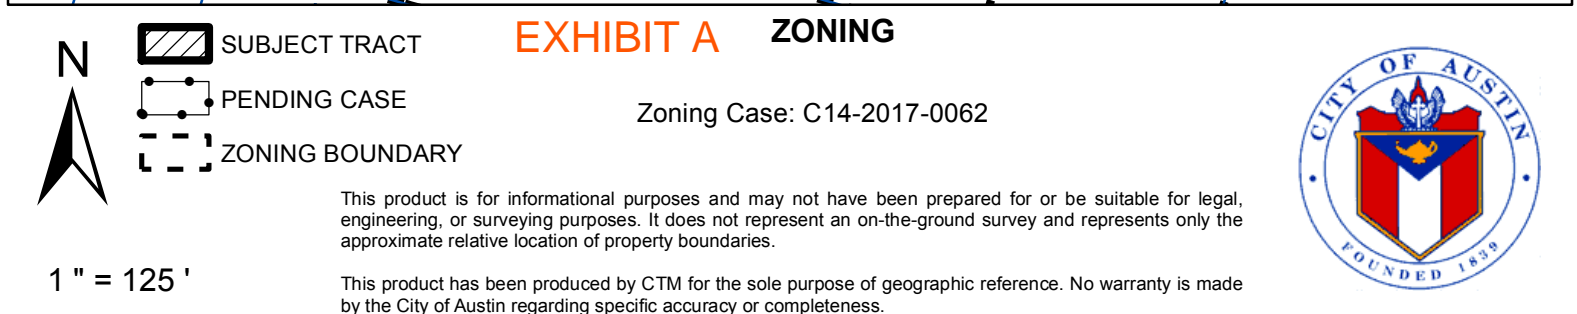 N
SUBJECT TRACT
PENDING CASE
ZONING BOUNDARY
1 " = 125 '
EXHIBIT A
ZONING
Zoning Case: C14-2017-0062
This product is for informational purposes and may not have been prepared for or be suitable for legal,
engineering, or surveying purposes. It does not represent an on-the-ground survey and represents only the
approximate relative location of property boundaries.
This product has been produced by CTM for the sole purpose of geographic reference. No warranty is made
by the City of Austin regarding specific accuracy or completeness.
CITY OF AUSTIN
FOUNDED 1839